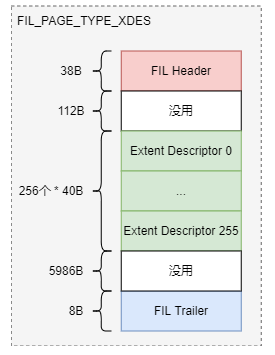 FIL_PAGE_TYPE_XDES
38B FIL Header
112B 没用
Extent Descriptor 0
256个 * 40B ...
Extent Descriptor 255
5986B 没用
8B FIL Trailer